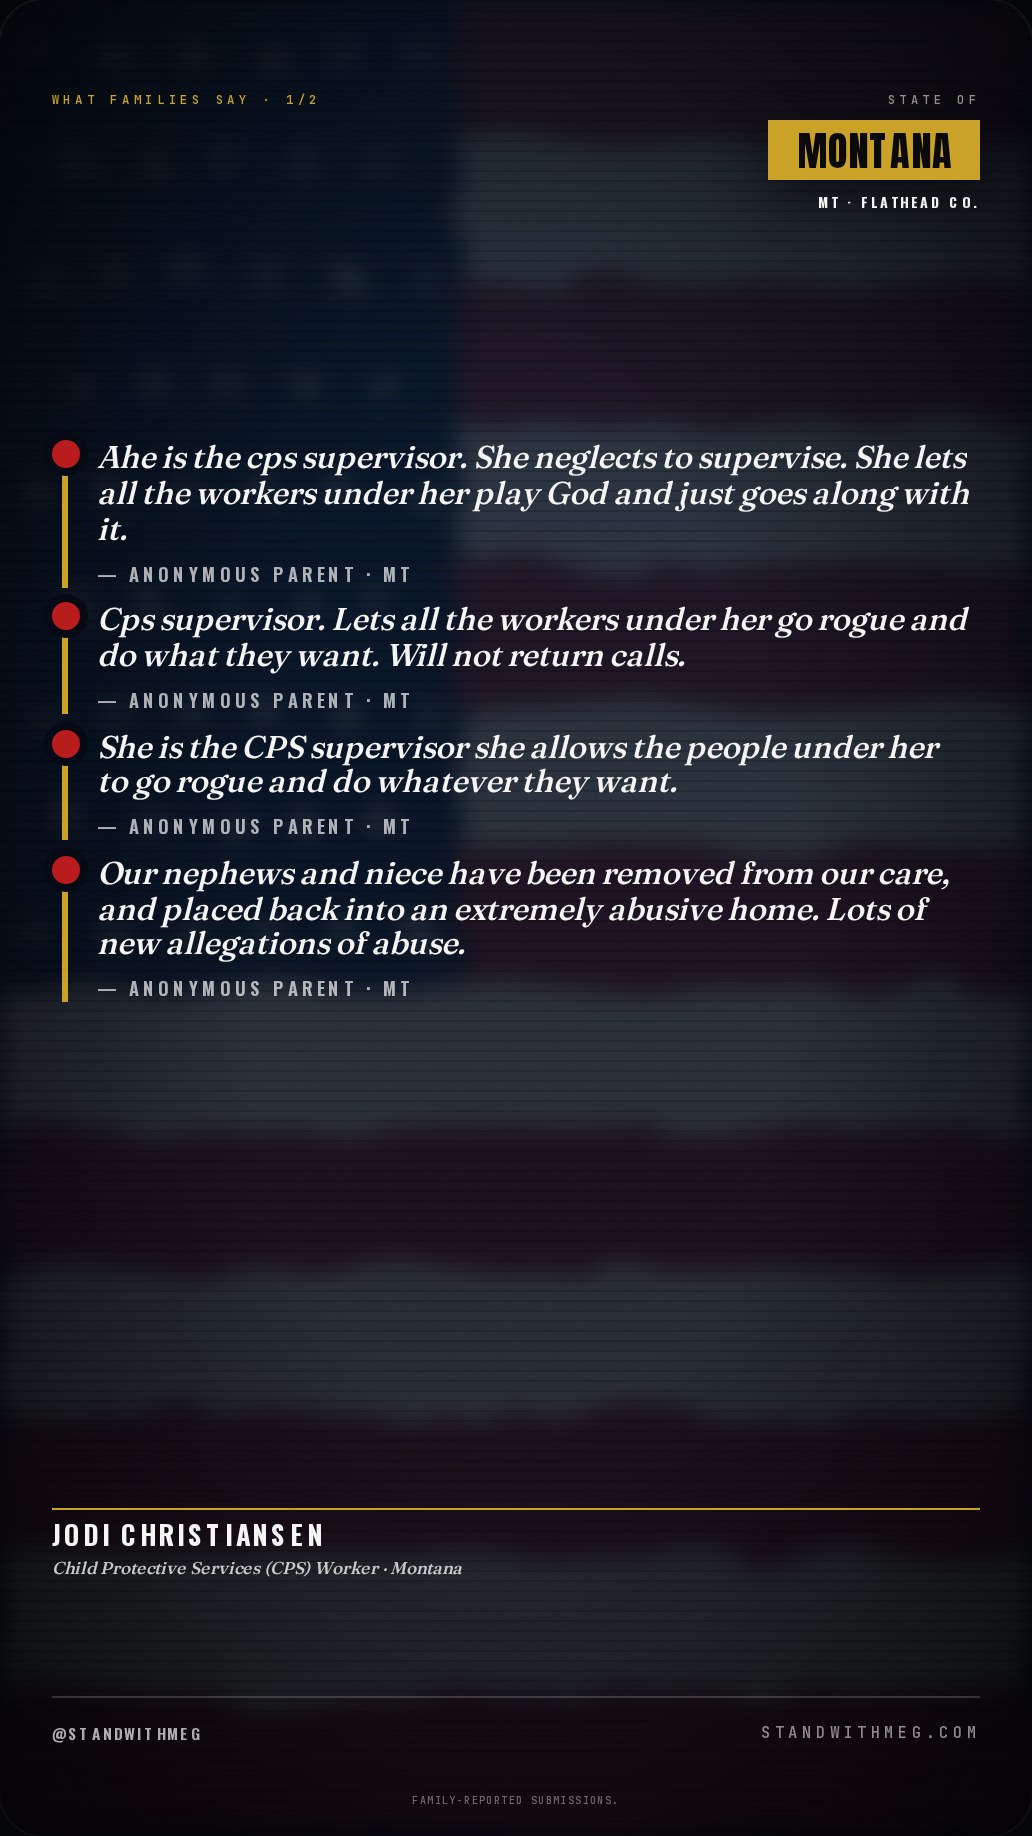 WHAT FAMILIES SAY · 1/2
STATE OF
MONTANA
MT · FLATHEAD CO.
Ahe is the cps supervisor. She neglects to supervise. She lets
all the workers under her play God and just goes along with
it.
— ANONYMOUS PARENT · MT
Cps supervisor. Lets all the workers under her go rogue and
do what they want. Will not return calls.
— ANONYMOUS PARENT · MT
She is the CPS supervisor she allows the people under her
to go rogue and do whatever they want.
— ANONYMOUS PARENT · MT
Our nephews and niece have been removed from our care,
and placed back into an extremely abusive home. Lots of
new allegations of abuse.
— ANONYMOUS PARENT · MT
JODI CHRISTIANSEN
Child Protective Services (CPS) Worker · Montana
@STANDWITHMEG
STANDWITHMEG.COM
FAMILY-REPORTED SUBMISSIONS.